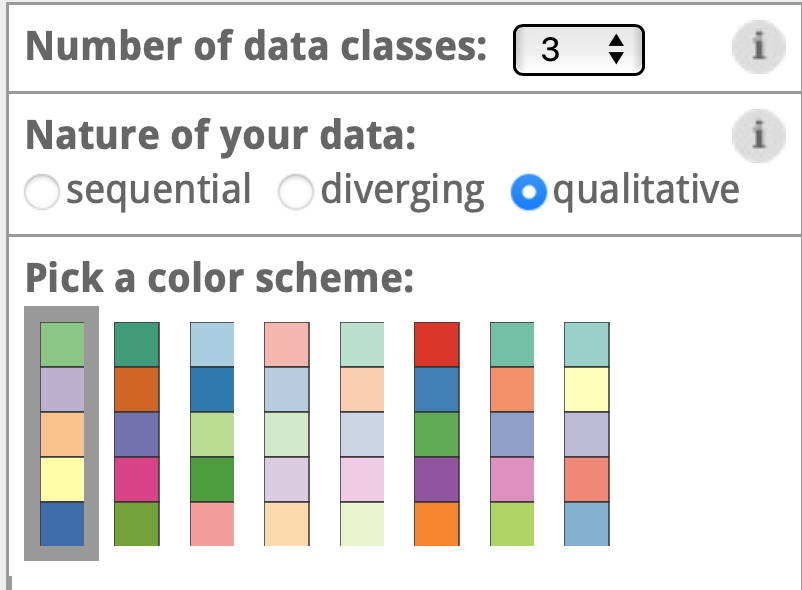 Number of data classes: 3 i
Nature of your data: i
sequential diverging qualitative
Pick a color scheme: